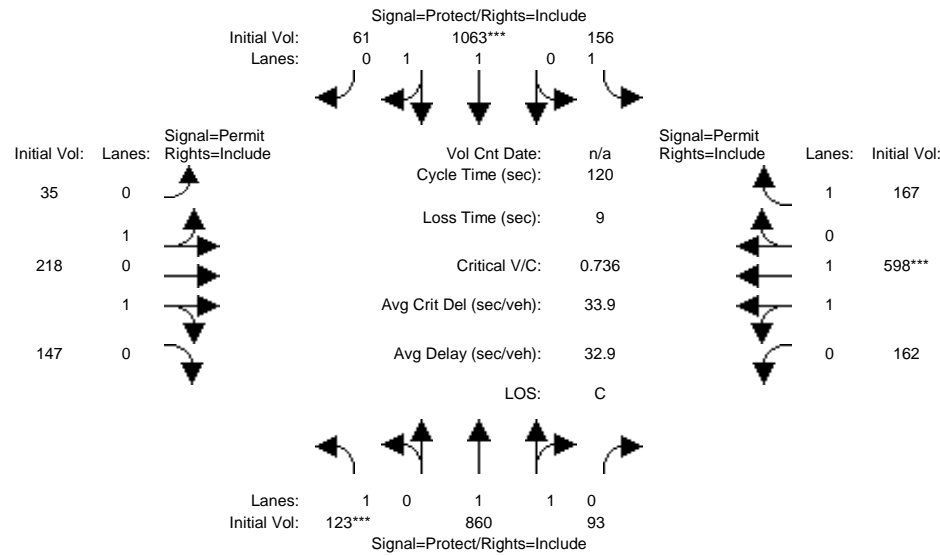 Signal=Protect/Rights=Include
Initial Vol: 61 1063*** 156
Lanes: 0 1 1 0 1
Signal=Permit Signal=Permit
Initial Vol: Lanes: Rights=Include Vol Cnt Date: n/a Rights=Include Lanes: Initial Vol:
Cycle Time (sec): 120
35 0 1 167
Loss Time (sec): 9
1 0
218 0 Critical V/C: 0.736 1 598***
1 Avg Crit Del (sec/veh): 33.9 1
147 0 Avg Delay (sec/veh): 32.9 0 162
LOS: C
Lanes: 1 0 1 1 0
Initial Vol: 123*** 860 93
Signal=Protect/Rights=Include